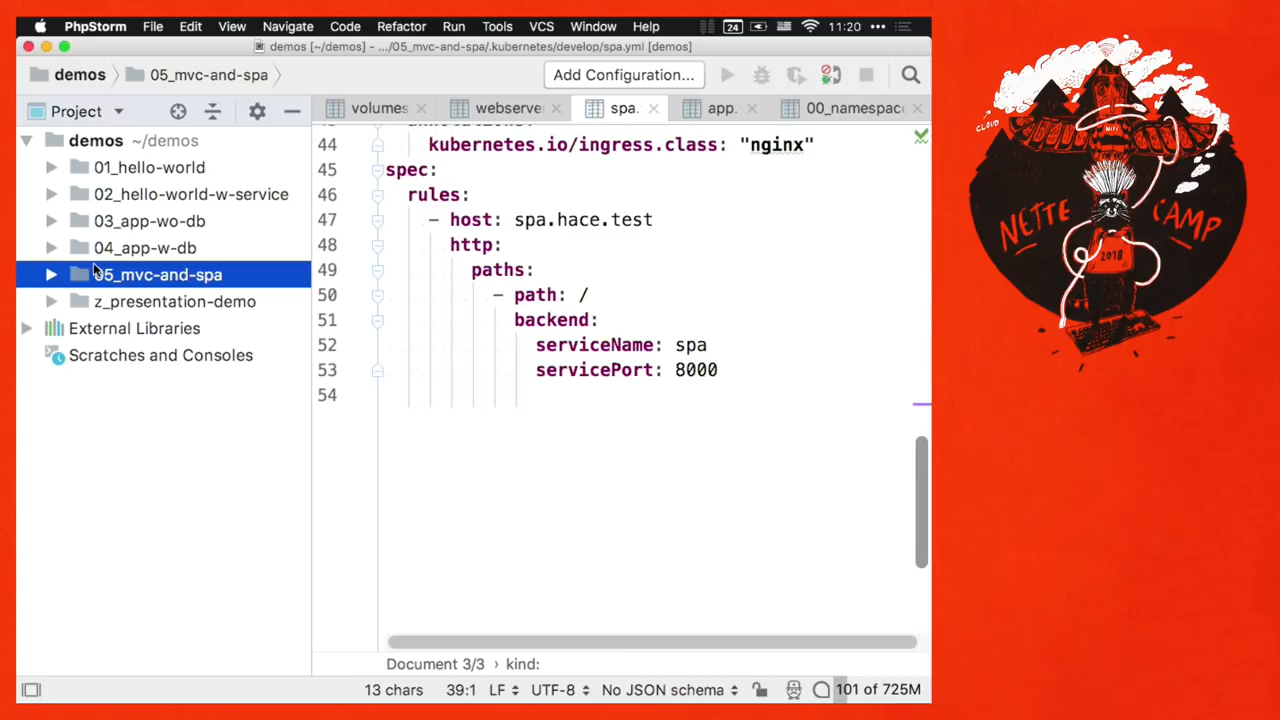 PhpStorm File Edit View Navigate Code Refactor Run Tools VCS Window Help 24 11:20
demos [~/demos] – .../05_mvc-and-spa/.kubernetes/develop/spa.yml [demos]
demos 05_mvc-and-spa Add Configuration...
Project
volumes webserve spa. app. 00_namespac
demos ~/demos
01_hello-world
02_hello-world-w-service
03_app-wo-db
04_app-w-db
05_mvc-and-spa
z_presentation-demo
External Libraries
Scratches and Consoles
44 kubernetes.io/ingress.class: "nginx"
45 spec:
46 rules:
47 - host: spa.hace.test
48 http:
49 paths:
50 - path: /
51 backend:
52 serviceName: spa
53 servicePort: 8000
54
Document 3/3 › kind:
13 chars 39:1 LF UTF-8 No JSON schema 101 of 725M
CLOUD
WiFi
NETTE CAMP
2018